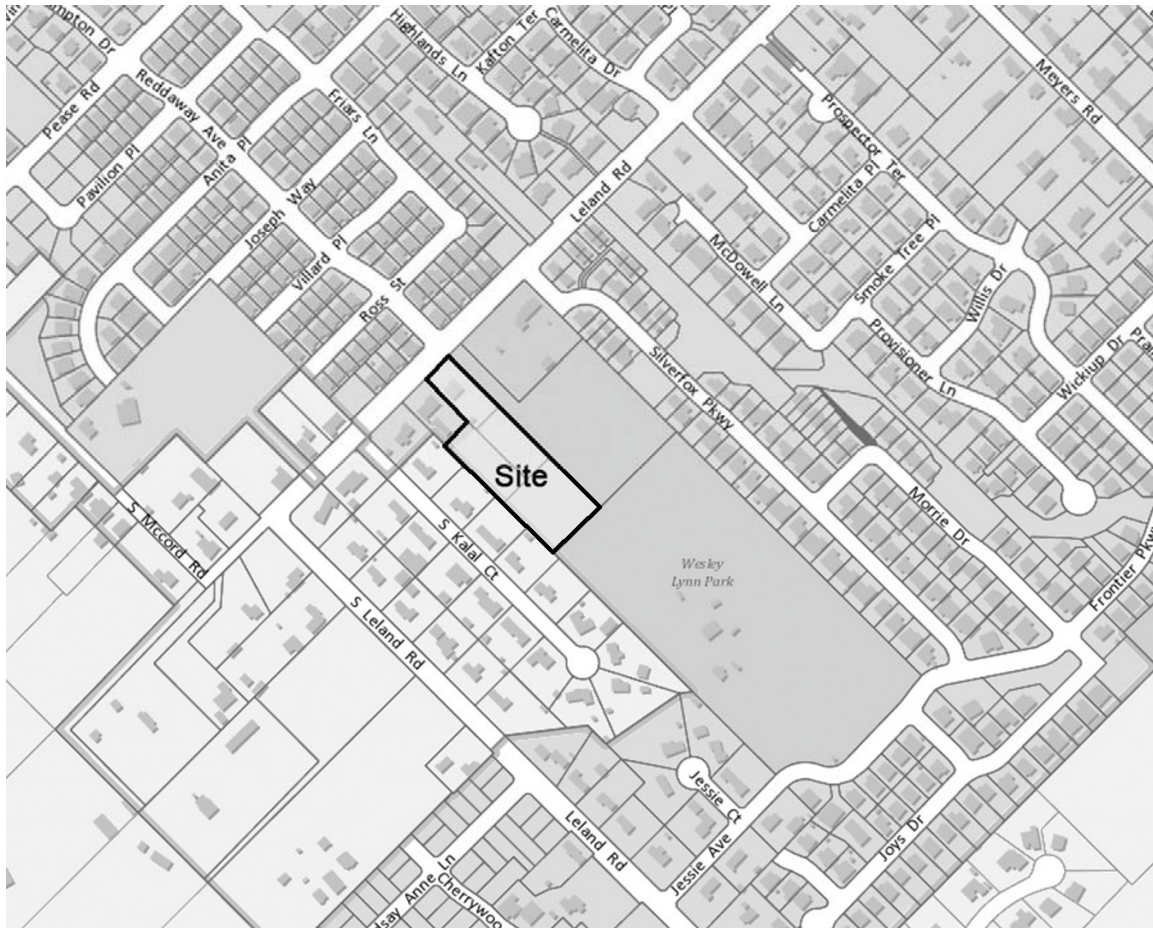 Highlands Ln
Kafton Ter
Carmelita Dr
Meyers Rd
Pease Rd
Reddaway Ave
Friars Ln
Prospector Ter
Pavilion Pl
Anita Pl
Leland Rd
Carmelita Pl
Joseph Way
Smoke Tree Pl
McDowell Ln
Villard Pl
Willis Dr
Ross St
Provisioner Ln
Wickiup Dr
Silverfox Pkwy
Site
S Mccord Rd
S Kalal Ct
Morrie Dr
Wesley
Lynn Park
Frontier Pkwy
S Leland Rd
Jessie Ct
Leland Rd
Jessie Ave
Joys Dr